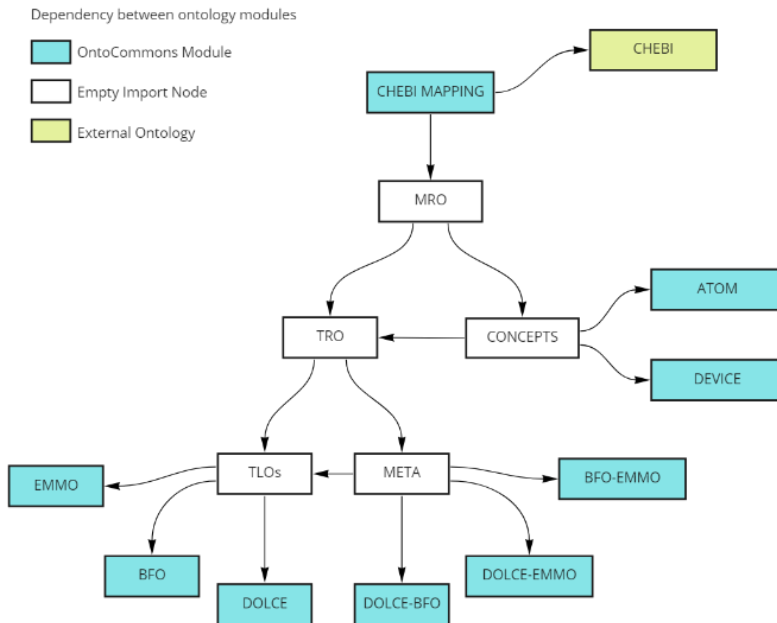 Dependency between ontology modules
OntoCommons Module
Empty Import Node
External Ontology
CHEBI
CHEBI MAPPING
MRO
ATOM
TRO
CONCEPTS
DEVICE
TLOs
META
EMMO
BFO-EMMO
BFO
DOLCE
DOLCE-BFO
DOLCE-EMMO